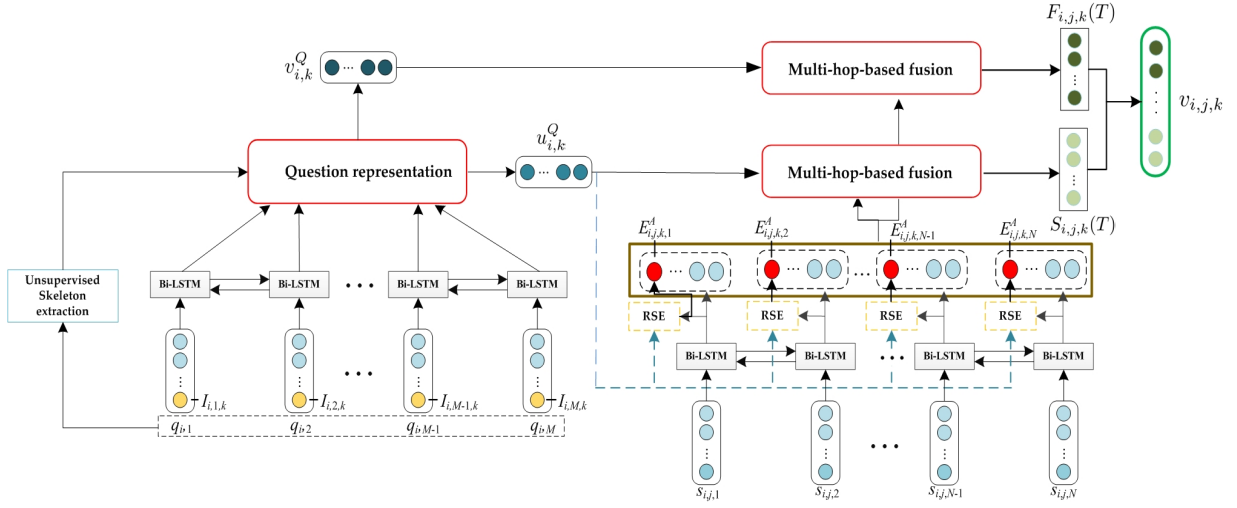 F_{i,j,k}(T)
v^Q_{i,k}
...
Multi-hop-based fusion
v_{i,j,k}
u^Q_{i,k}
Question representation
...
Multi-hop-based fusion
S_{i,j,k}(T)
E^A_{i,j,k,1}
E^A_{i,j,k,2}
E^A_{i,j,k,N-1}
E^A_{i,j,k,N}
Unsupervised
Skeleton
extraction
Bi-LSTM
Bi-LSTM
...
Bi-LSTM
Bi-LSTM
... ... ... ... ...
RSE
RSE
RSE
RSE
Bi-LSTM
Bi-LSTM
...
Bi-LSTM
Bi-LSTM
...
I_{i,1,k}
I_{i,2,k}
I_{i,M-1,k}
I_{i,M,k}
q_{i,1}
q_{i,2}
q_{i,M-1}
q_{i,M}
...
s_{i,j,1}
s_{i,j,2}
s_{i,j,N-1}
s_{i,j,N}